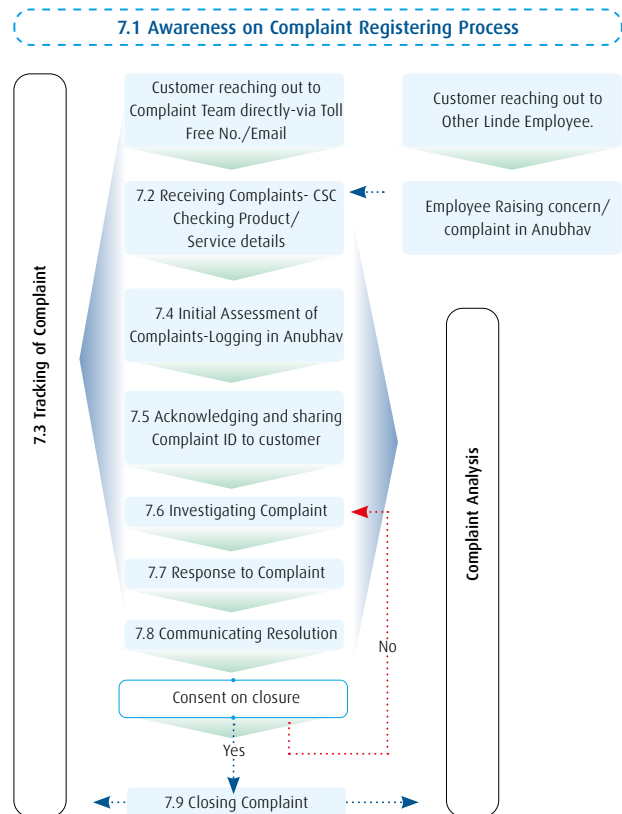 7.1 Awareness on Complaint Registering Process
Customer reaching out to
Complaint Team directly-via Toll
Free No./Email
Customer reaching out to
Other Linde Employee.
7.2 Receiving Complaints- CSC
Checking Product/
Service details
Employee Raising concern/
complaint in Anubhav
7.3 Tracking of Complaint
7.4 Initial Assessment of
Complaints-Logging in Anubhav
7.5 Acknowledging and sharing
Complaint ID to customer
Complaint Analysis
7.6 Investigating Complaint
7.7 Response to Complaint
7.8 Communicating Resolution
No
Consent on closure
Yes
7.9 Closing Complaint